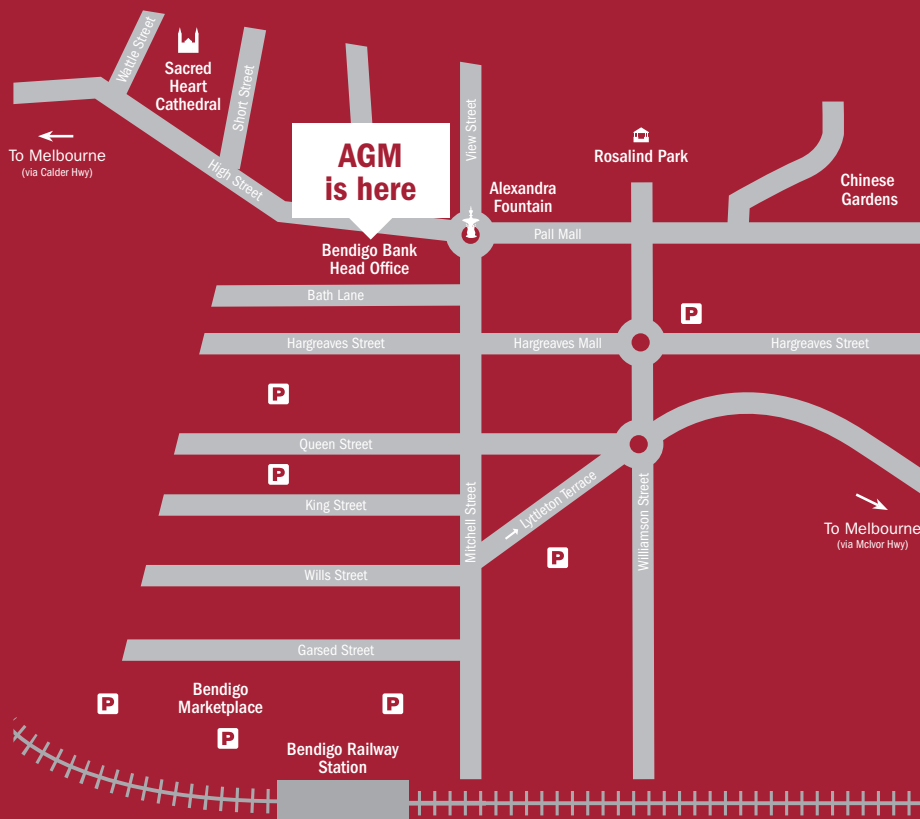 Wattle Street
Sacred
Heart
Cathedral
Short Street
View Street
To Melbourne
(via Calder Hwy)
High Street
AGM
is here
Rosalind Park
Alexandra
Fountain
Chinese
Gardens
Pall Mall
Bendigo Bank
Head Office
Bath Lane
P
Hargreaves Street
Hargreaves Mall
Hargreaves Street
P
Queen Street
P
King Street
Mitchell Street
Lyttleton Terrace
Williamson Street
To Melbourne
(via McIvor Hwy)
P
Wills Street
Garsed Street
Bendigo
Marketplace
P
P
P
Bendigo Railway
Station